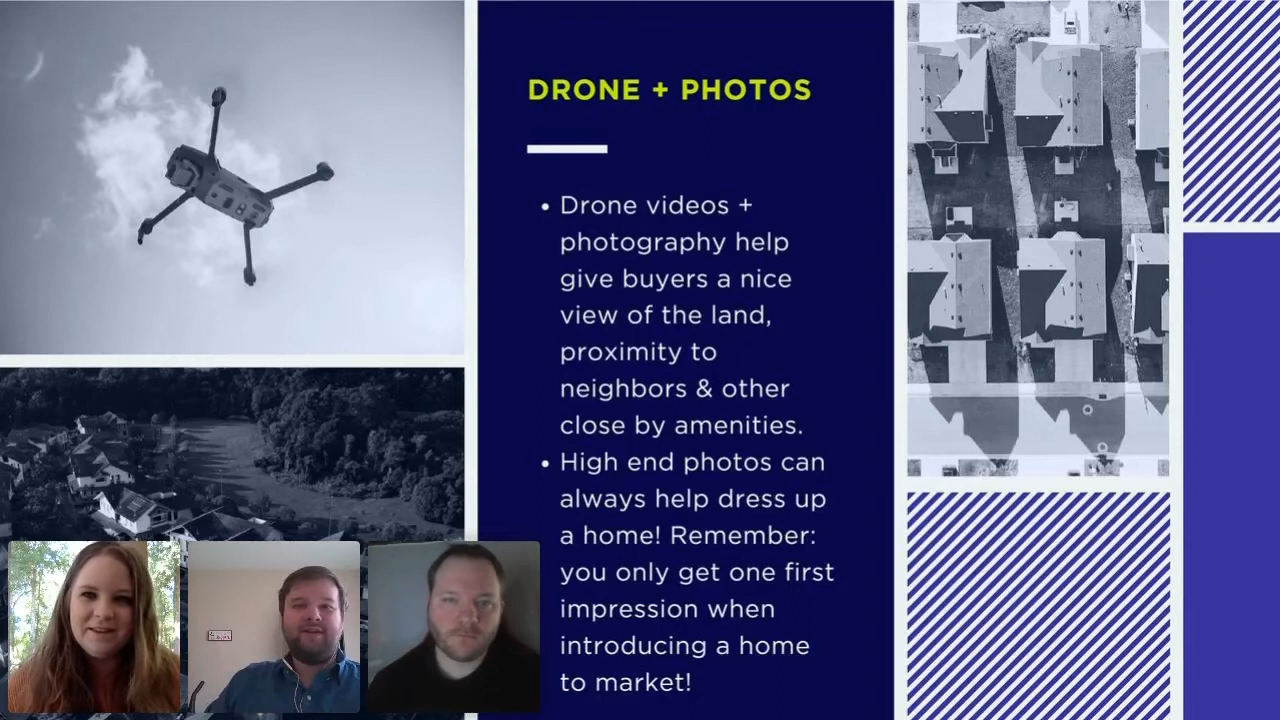 DRONE + PHOTOS
• Drone videos +
photography help
give buyers a nice
view of the land,
proximity to
neighbors & other
close by amenities.
• High end photos can
always help dress up
a home! Remember:
you only get one first
impression when
introducing a home
to market!